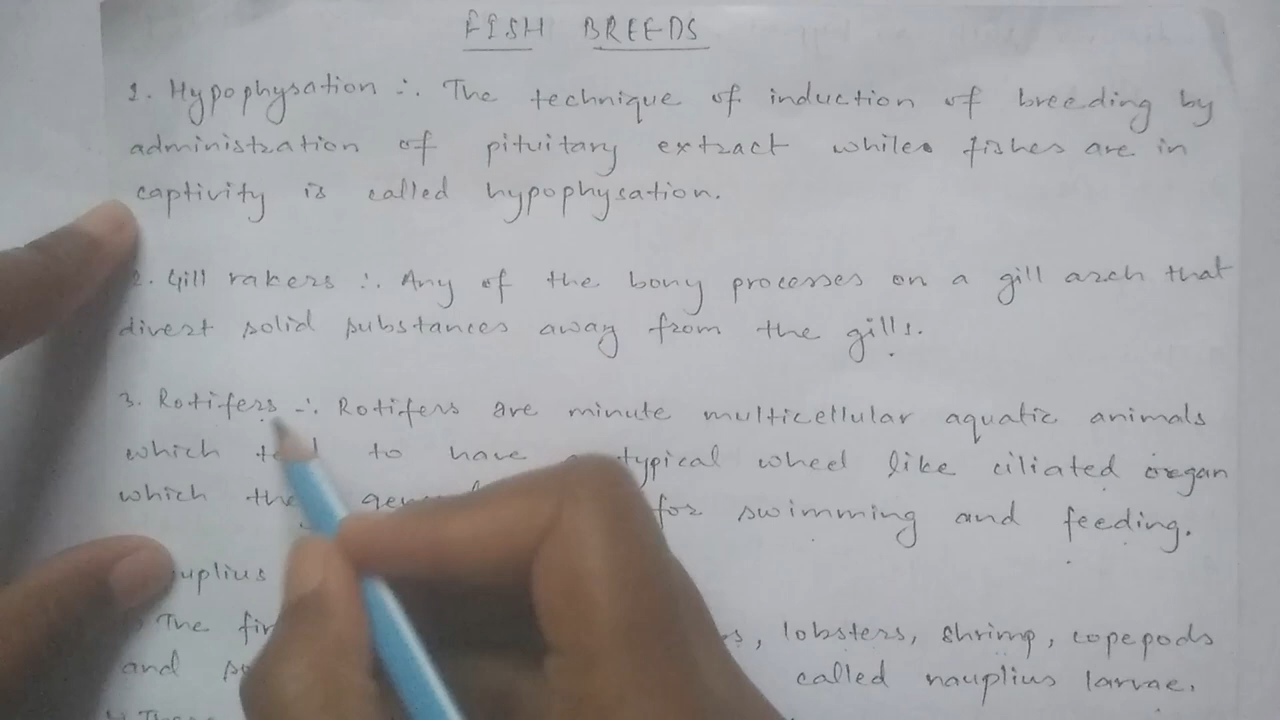 FISH BREEDS
1. Hypophysation :. The technique of induction of breeding by
administration of pituitary extract while fishes are in
captivity is called hypophysation.
2. Gill rakers :. Any of the bony processes on a gill arch that
divert solid substances away from the gills.
3. Rotifers -:. Rotifers are minute multicellular aquatic animals
which to have typical wheel like ciliated organ
which for swimming and feeding.
The lobsters, shrimp, copepods
and called nauplius larvae.